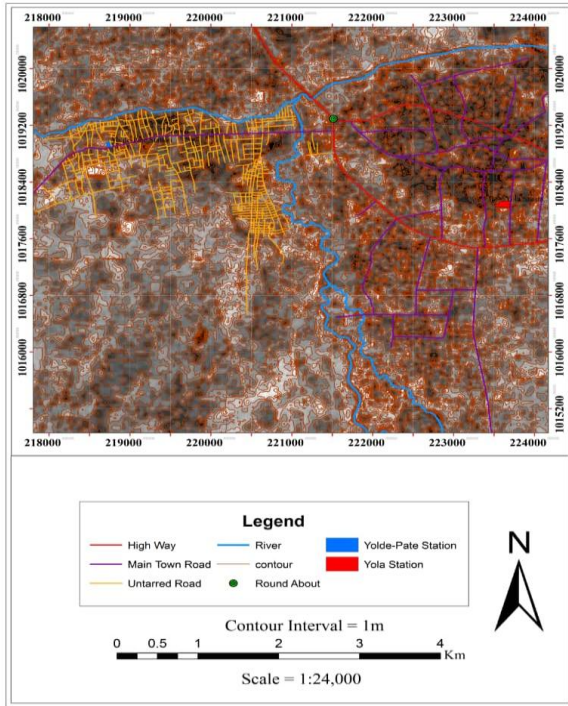 218000 219000 220000 221000 222000 223000 224000
1020000 1020000
1019200 1019200
1018400 1018400
1017600 1017600
1016800 1016800
1016000 1016000
1015200 1015200
218000 219000 220000 221000 222000 223000 224000
Legend
High Way River Yolde-Pate Station
Main Town Road contour Yola Station
Untarred Road Round About
N
Contour Interval = 1m
0 0.5 1 2 3 4
Km
Scale = 1:24,000